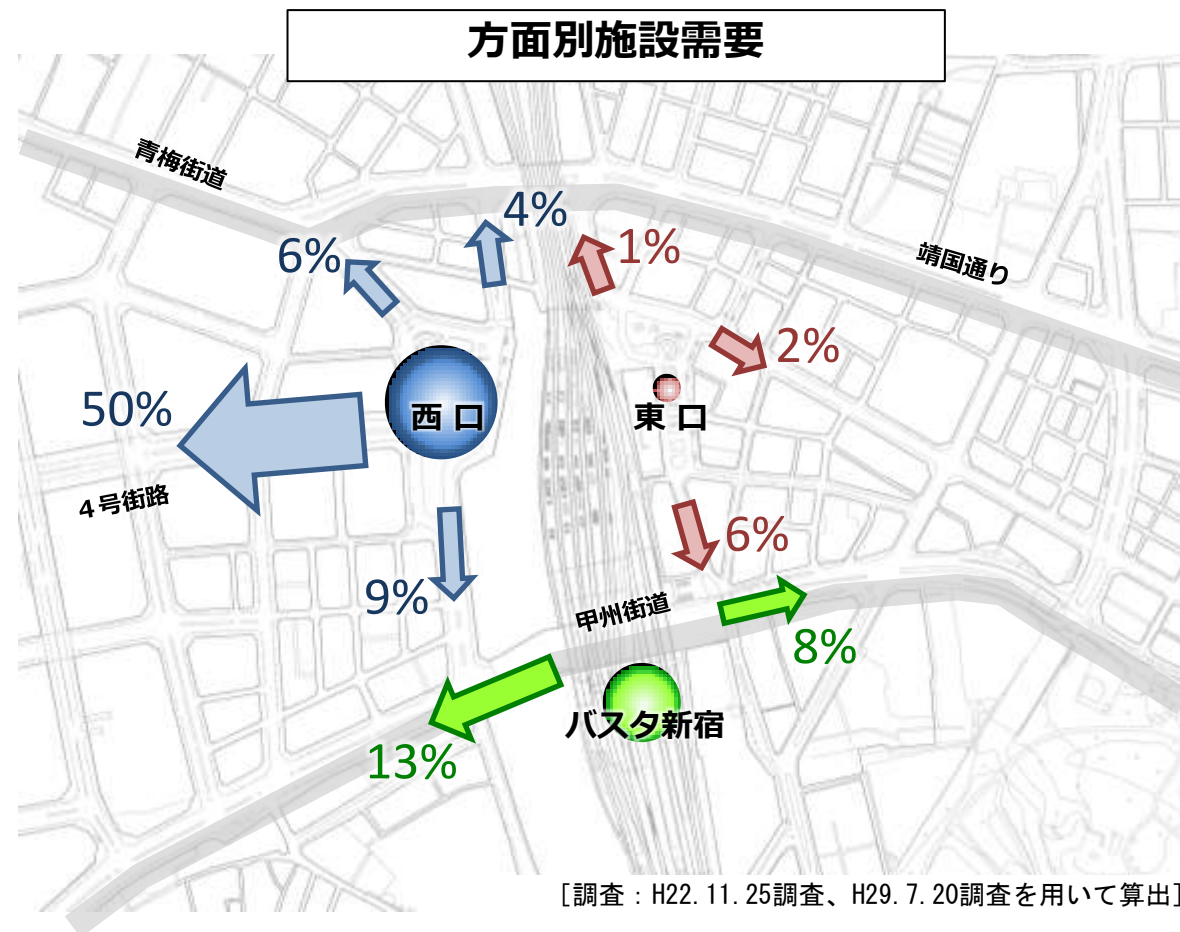 方面別施設需要
青梅街道
4%
6%
1%
靖国通り
2%
50%
西口
東口
4号街路
6%
9%
甲州街道
8%
バスタ新宿
13%
[調査：H22.11.25調査、H29.7.20調査を用いて算出]